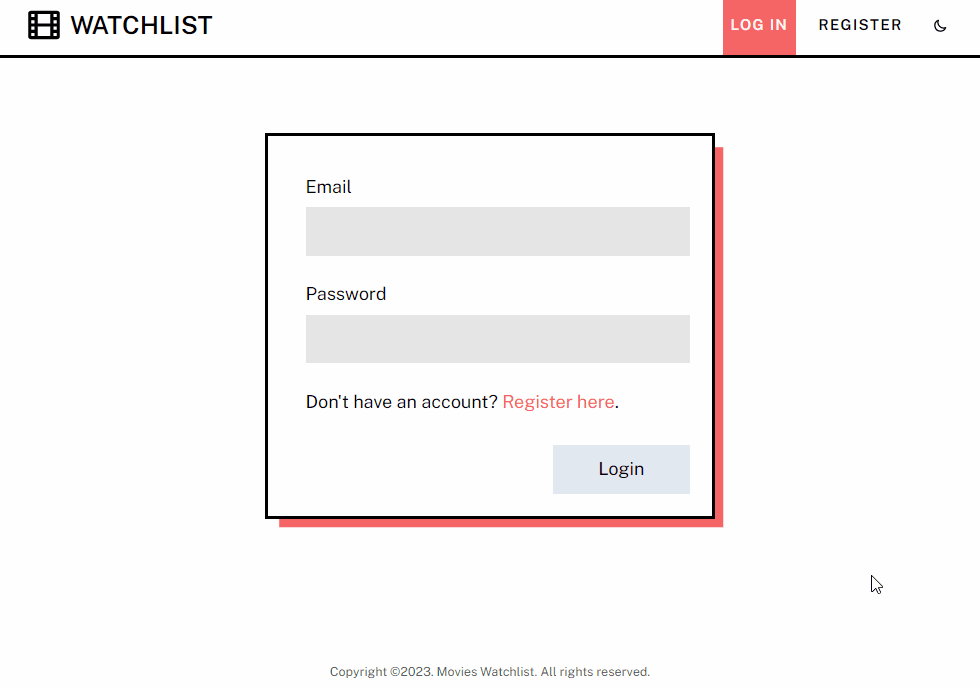 WATCHLIST
LOG IN
REGISTER
Email
Password
Don't have an account? Register here.
Login
Copyright ©2023. Movies Watchlist. All rights reserved.